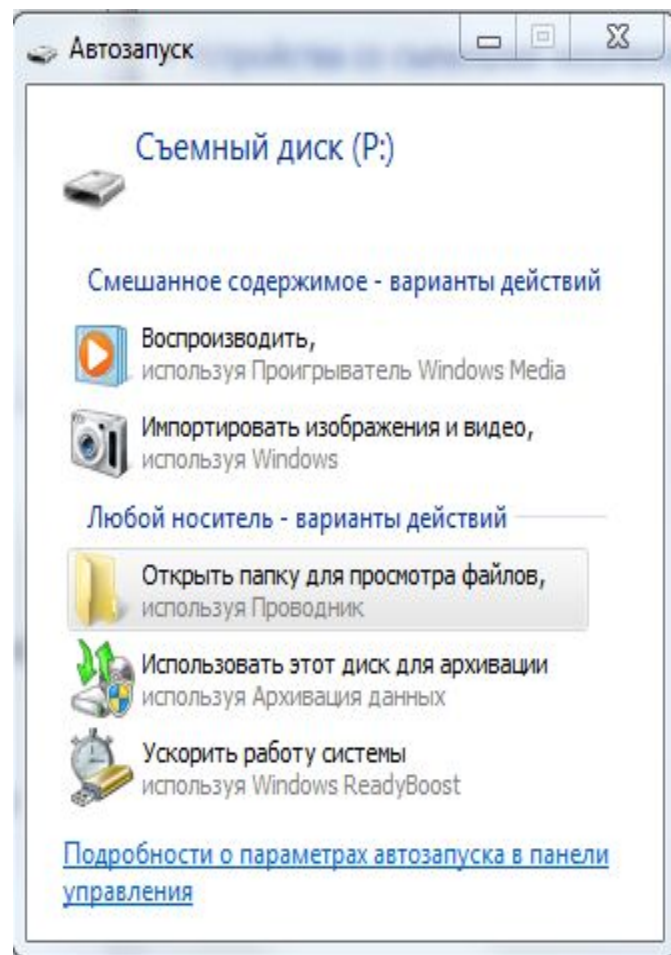 Автозапуск
Съемный диск (P:)
Смешанное содержимое - варианты действий
Воспроизводить,
используя Проигрыватель Windows Media
Импортировать изображения и видео,
используя Windows
Любой носитель - варианты действий
Открыть папку для просмотра файлов,
используя Проводник
Использовать этот диск для архивации
используя Архивация данных
Ускорить работу системы
используя Windows ReadyBoost
Подробности о параметрах автозапуска в панели
управления